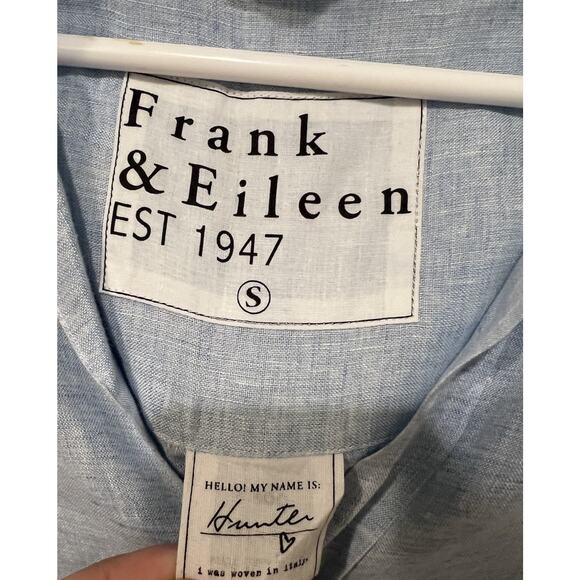 Frank
& Eileen
EST 1947
S
HELLO! MY NAME IS:
Hunter
i was woven in italy